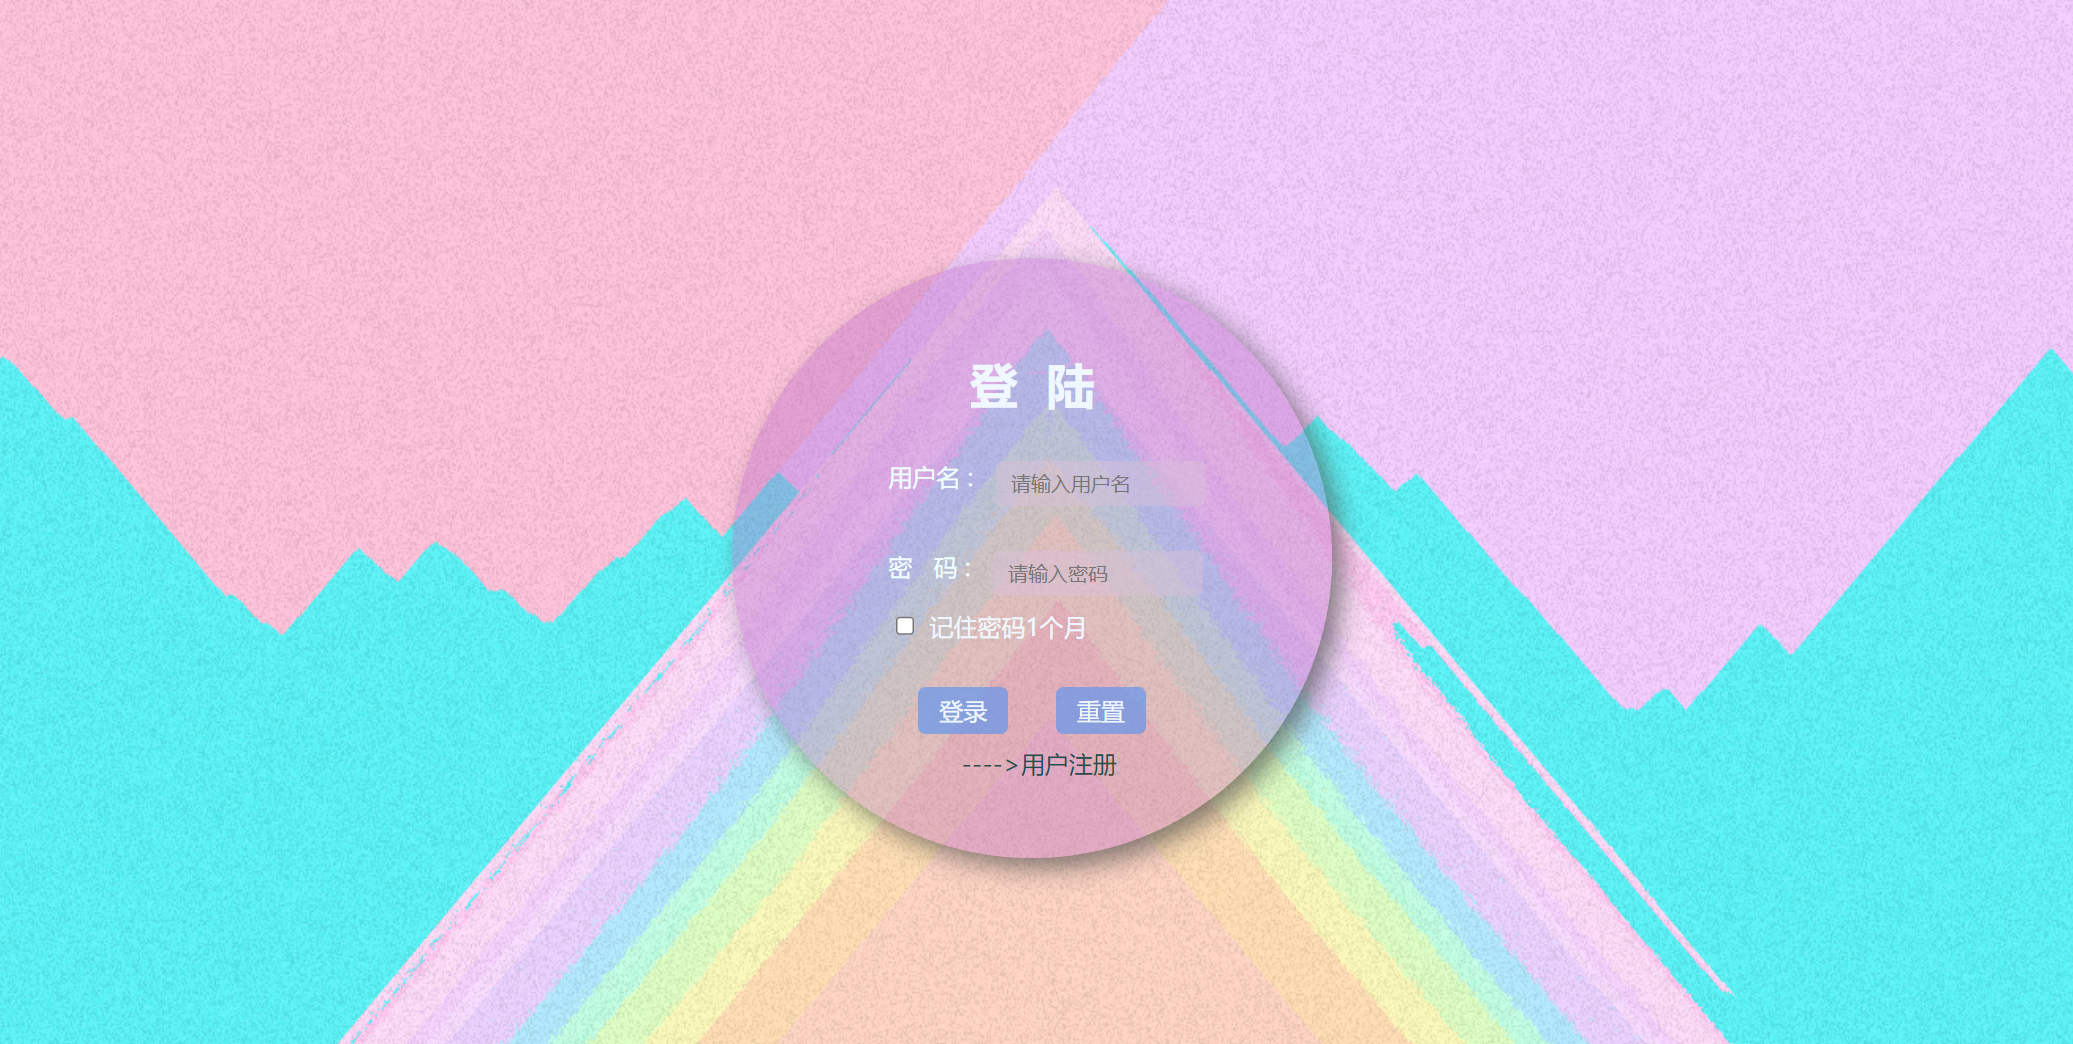 登 陆
用户名： 请输入用户名
密 码： 请输入密码
记住密码1个月
登录 重置
---->用户注册